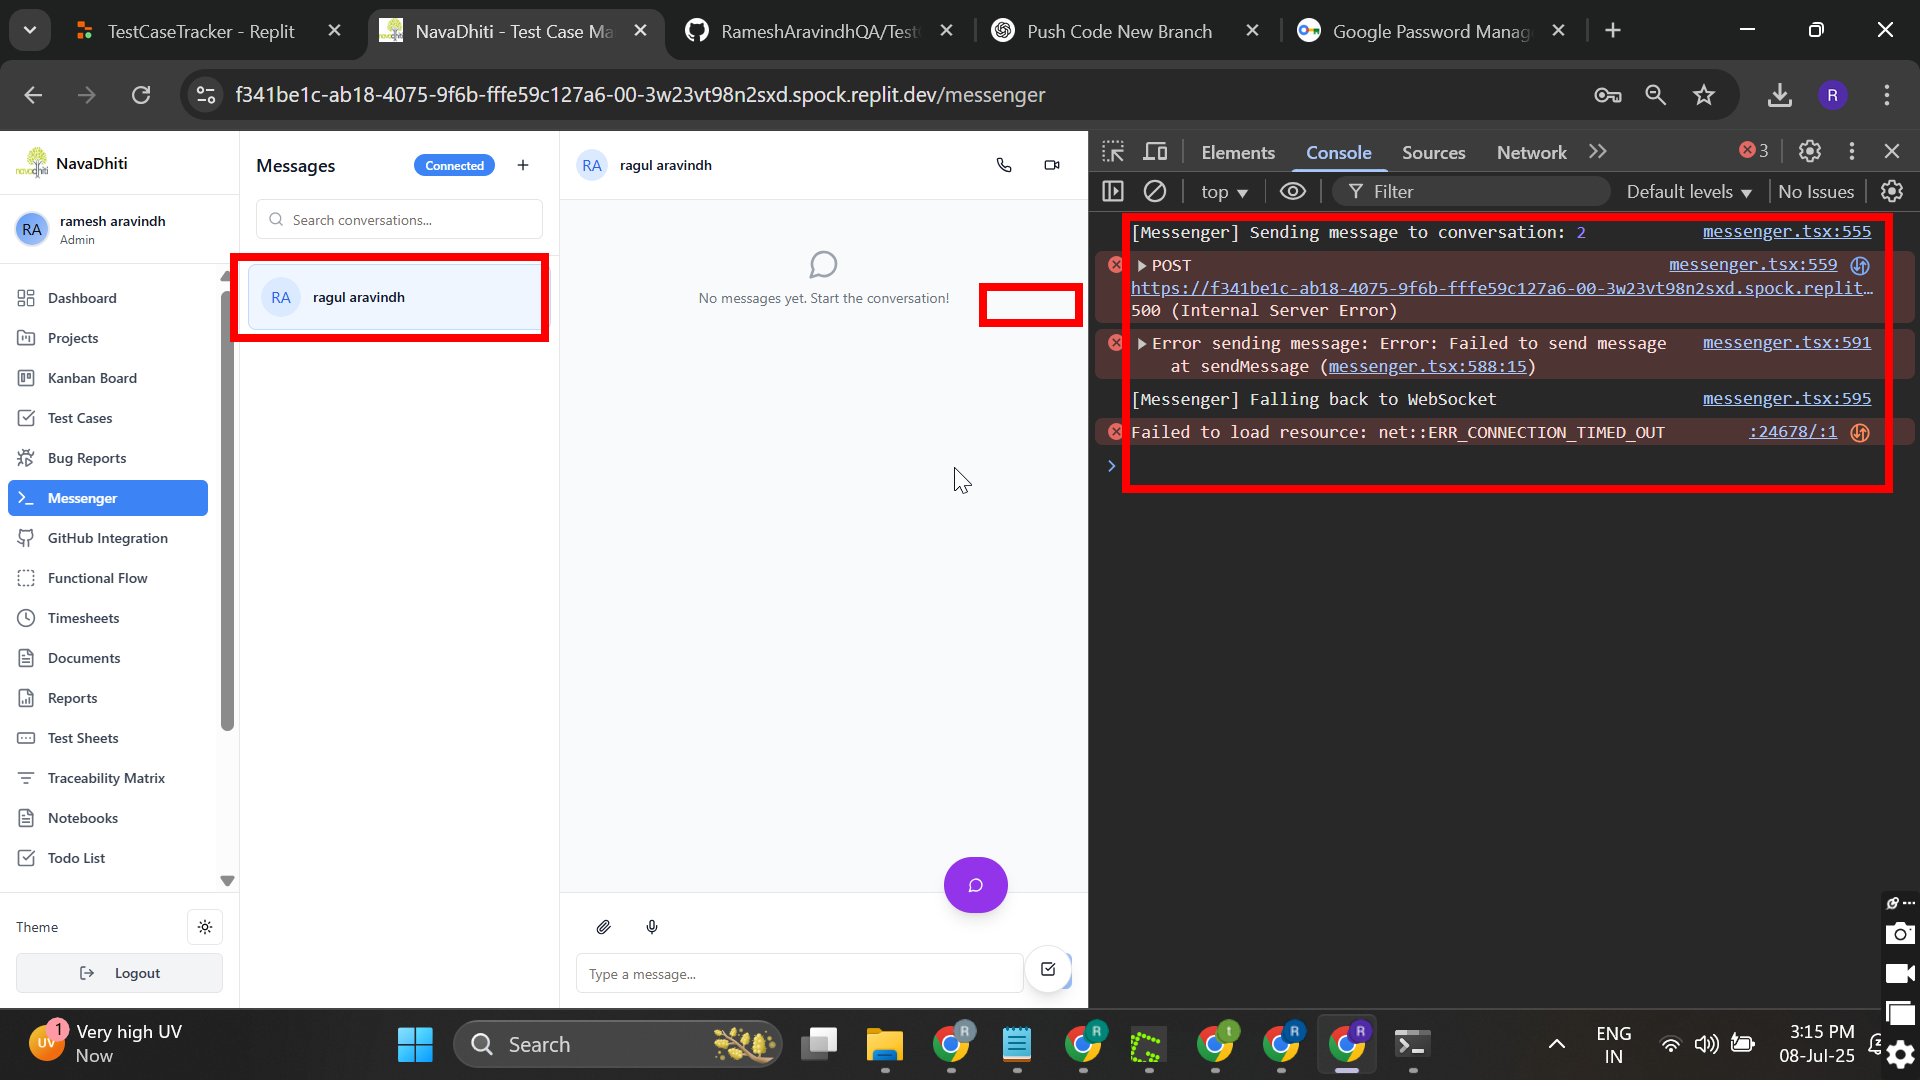 TestCaseTracker - Replit
NavaDhiti - Test Case Ma
RameshAravindhQA/Test
Push Code New Branch
Google Password Manag
f341be1c-ab18-4075-9f6b-fffe59c127a6-00-3w23vt98n2sxd.spock.replit.dev/messenger
R
navadhiti
NavaDhiti
RA
ramesh aravindh
Admin
Dashboard
Projects
Kanban Board
Test Cases
Bug Reports
Messenger
GitHub Integration
Functional Flow
Timesheets
Documents
Reports
Test Sheets
Traceability Matrix
Notebooks
Todo List
Theme
Logout
Messages
Connected
Search conversations...
RA
ragul aravindh
RA
ragul aravindh
No messages yet. Start the conversation!
Type a message...
Elements
Console
Sources
Network
3
top
Filter
Default levels
No Issues
[Messenger] Sending message to conversation: 2
messenger.tsx:555
POST
messenger.tsx:559
https://f341be1c-ab18-4075-9f6b-fffe59c127a6-00-3w23vt98n2sxd.spock.replit…
500 (Internal Server Error)
Error sending message: Error: Failed to send message
messenger.tsx:591
at sendMessage (messenger.tsx:588:15)
[Messenger] Falling back to WebSocket
messenger.tsx:595
Failed to load resource: net::ERR_CONNECTION_TIMED_OUT
:24678/:1
UV
1
Very high UV
Now
Search
R
R
t
R
R
ENG
IN
3:15 PM
08-Jul-25